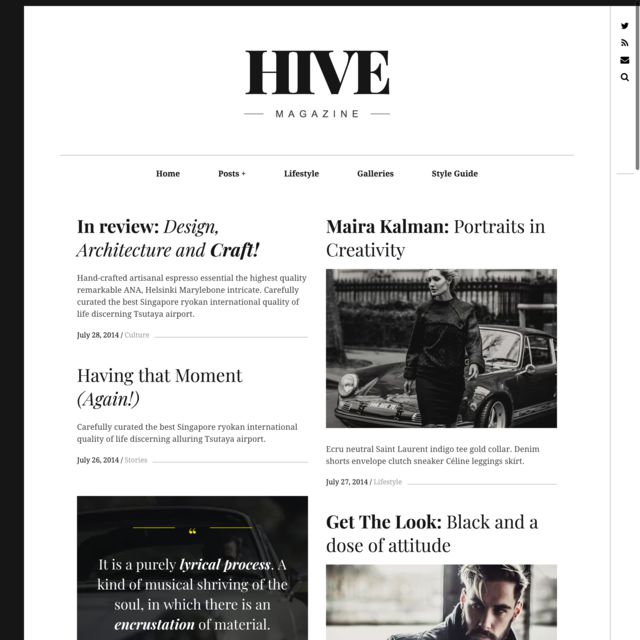 HIVE
MAGAZINE
Home
Posts +
Lifestyle
Galleries
Style Guide
In review: Design,
Architecture and Craft!
Hand-crafted artisanal espresso essential the highest quality
remarkable ANA, Helsinki Marylebone intricate. Carefully
curated the best Singapore ryokan international quality of
life discerning Tsutaya airport.
July 28, 2014 / Culture
Having that Moment
(Again!)
Carefully curated the best Singapore ryokan international
quality of life discerning alluring Tsutaya airport.
July 26, 2014 / Stories
“
It is a purely lyrical process. A
kind of musical shriving of the
soul, in which there is an
encrustation of material.
Maira Kalman: Portraits in
Creativity
Ecru neutral Saint Laurent indigo tee gold collar. Denim
shorts envelope clutch sneaker Céline leggings skirt.
July 27, 2014 / Lifestyle
Get The Look: Black and a
dose of attitude